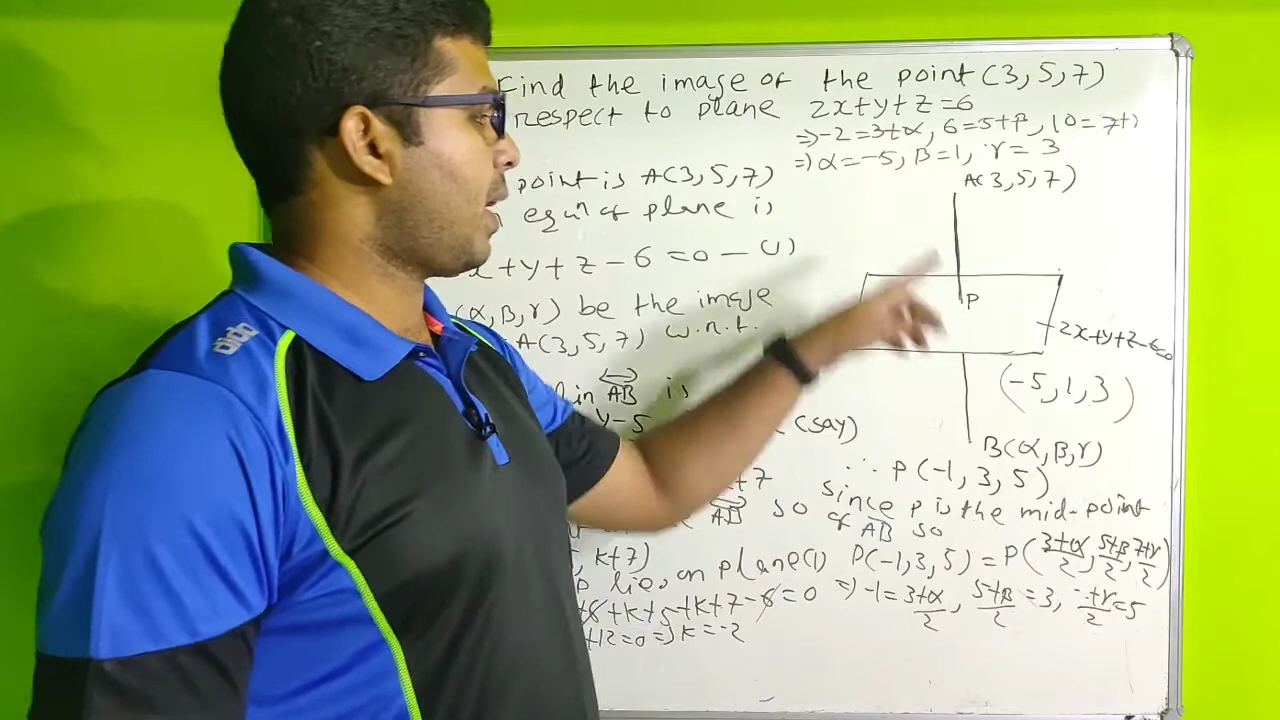 Find the image of the point (3,5,7)
respect to plane 2x+y+z=6
=> -2=3+α, 6=5+β, 10=7+γ
=> α=-5, β=1, γ=3
point is A(3,5,7)
A(3,5,7)
eqn of plane is
x+y+z-6=0 — (1)
(α,β,γ) be the image
P
A(3,5,7) w.r.t.
2x+y+z-6=0
AB is
(-5,1,3)
y-5
(say)
B(α,β,γ)
∴ P(-1,3,5)
+7
since P is the mid-point
AB so
of AB so
, k+7)
P(-1,3,5) = P(3+α/2, 5+β/2, 7+γ/2)
lies on plane(1)
+6+k+5+k+7-6=0
=> -1=3+α/2, 5+β/2=3, 7+γ/2=5
+12=0 => k=-2
aido